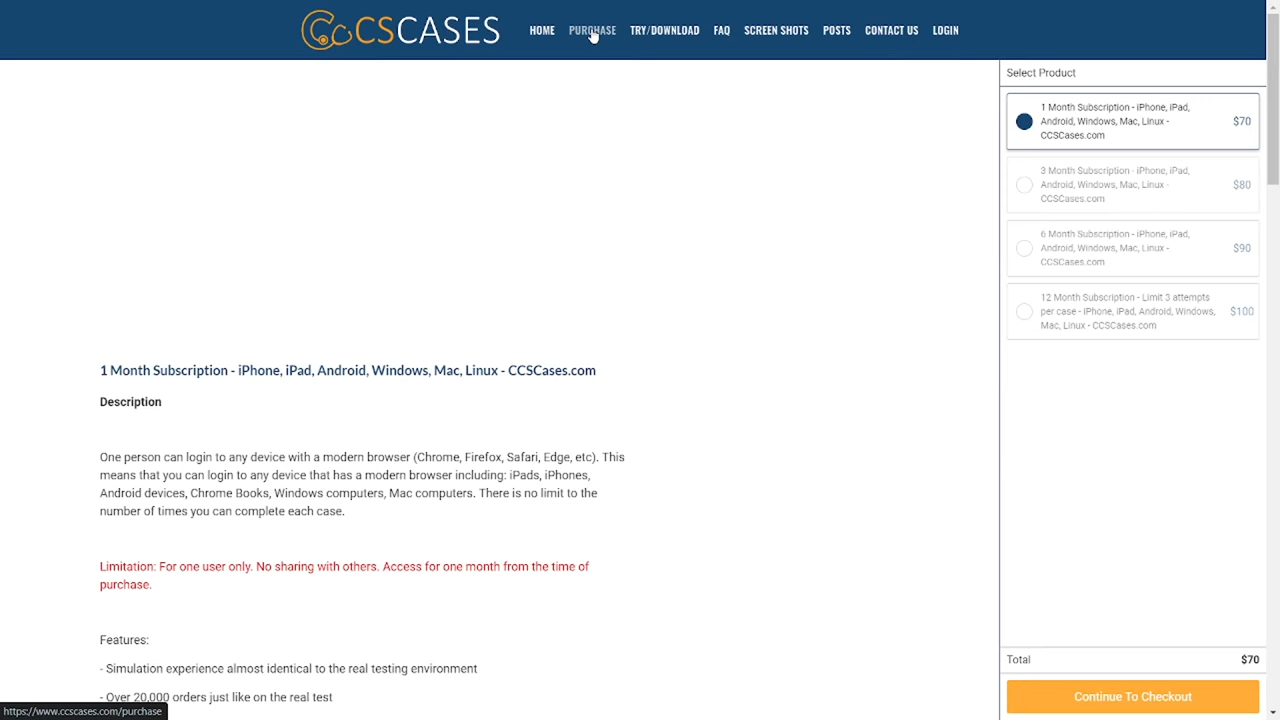 CCSCASES
HOME
PURCHASE
TRY/DOWNLOAD
FAQ
SCREEN SHOTS
POSTS
CONTACT US
LOGIN
Select Product
1 Month Subscription - iPhone, iPad,
Android, Windows, Mac, Linux -
CCSCases.com
$70
3 Month Subscription - iPhone, iPad,
Android, Windows, Mac, Linux -
CCSCases.com
$80
6 Month Subscription - iPhone, iPad,
Android, Windows, Mac, Linux -
CCSCases.com
$90
12 Month Subscription - Limit 3 attempts
per case - iPhone, iPad, Android, Windows,
Mac, Linux - CCSCases.com
$100
1 Month Subscription - iPhone, iPad, Android, Windows, Mac, Linux - CCSCases.com
Description
One person can login to any device with a modern browser (Chrome, Firefox, Safari, Edge, etc). This
means that you can login to any device that has a modern browser including: iPads, iPhones,
Android devices, Chrome Books, Windows computers, Mac computers. There is no limit to the
number of times you can complete each case.
Limitation: For one user only. No sharing with others. Access for one month from the time of
purchase.
Features:
- Simulation experience almost identical to the real testing environment
- Over 20,000 orders just like on the real test
Total
$70
Continue To Checkout
https://www.ccscases.com/purchase